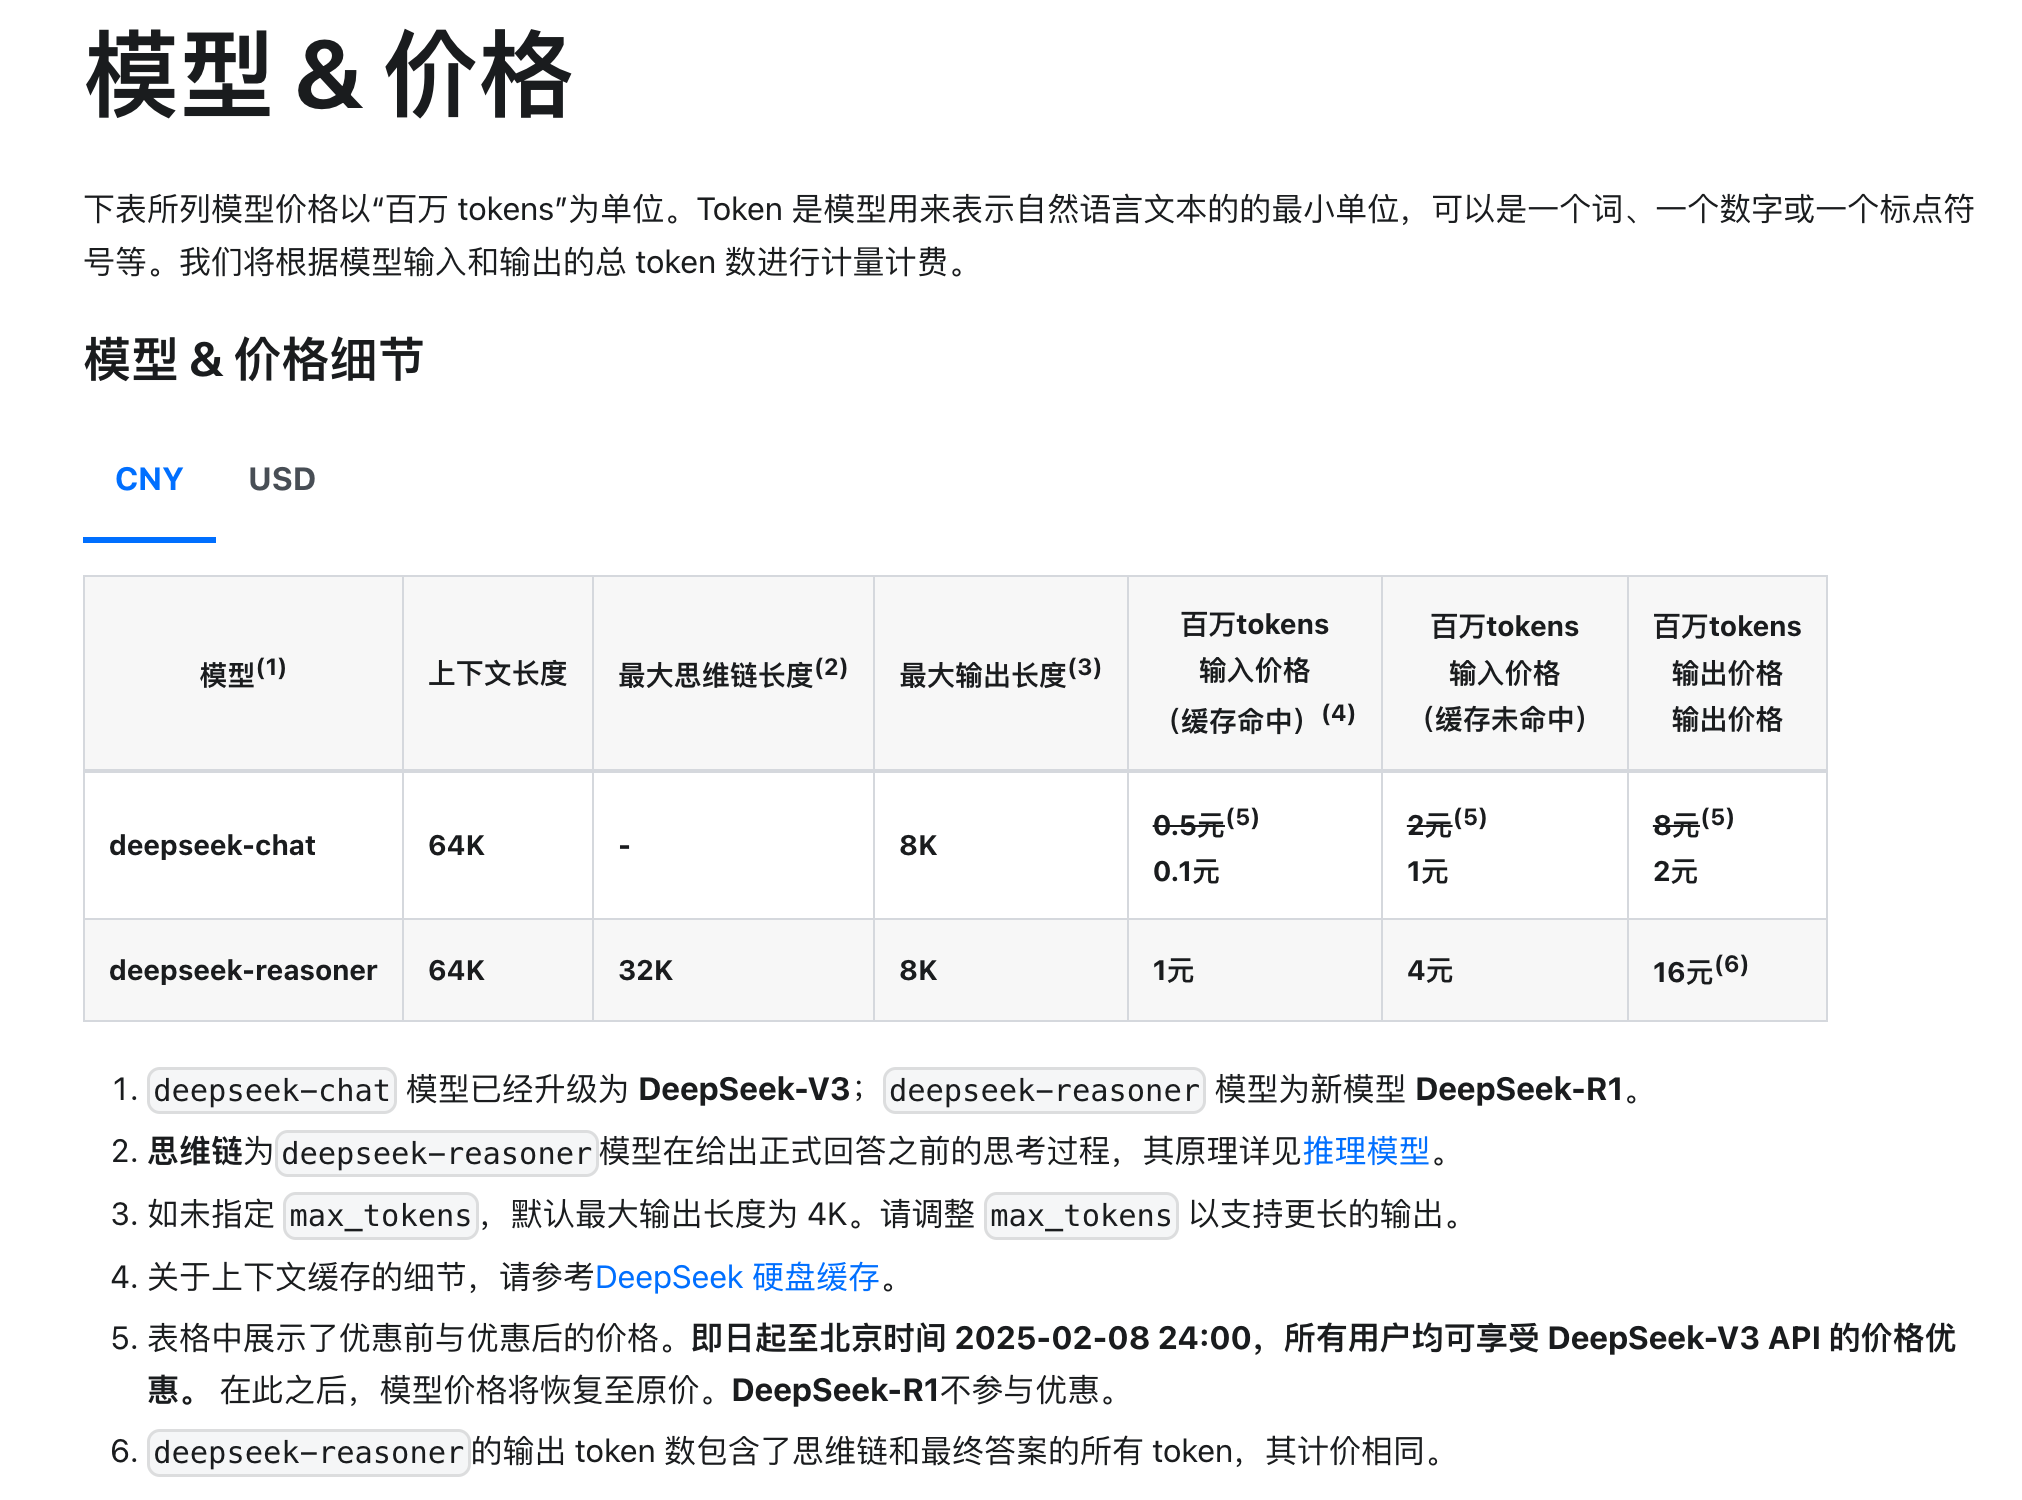 模型 & 价格
下表所列模型价格以“百万 tokens”为单位。Token 是模型用来表示自然语言文本的的最小单位，可以是一个词、一个数字或一个标点符
号等。我们将根据模型输入和输出的总 token 数进行计量计费。
模型 & 价格细节
CNY USD
模型(1) 上下文长度 最大思维链长度(2) 最大输出长度(3) 百万tokens 输入价格 （缓存命中）(4) 百万tokens 输入价格 （缓存未命中） 百万tokens 输出价格 输出价格
deepseek-chat 64K - 8K 0.5元(5) 0.1元 2元(5) 1元 8元(5) 2元
deepseek-reasoner 64K 32K 8K 1元 4元 16元(6)
1. deepseek-chat 模型已经升级为 DeepSeek-V3；deepseek-reasoner 模型为新模型 DeepSeek-R1。
2. 思维链为deepseek-reasoner模型在给出正式回答之前的思考过程，其原理详见推理模型。
3. 如未指定 max_tokens，默认最大输出长度为 4K。请调整 max_tokens 以支持更长的输出。
4. 关于上下文缓存的细节，请参考DeepSeek 硬盘缓存。
5. 表格中展示了优惠前与优惠后的价格。即日起至北京时间 2025-02-08 24:00，所有用户均可享受 DeepSeek-V3 API 的价格优
惠。 在此之后，模型价格将恢复至原价。DeepSeek-R1不参与优惠。
6. deepseek-reasoner的输出 token 数包含了思维链和最终答案的所有 token，其计价相同。